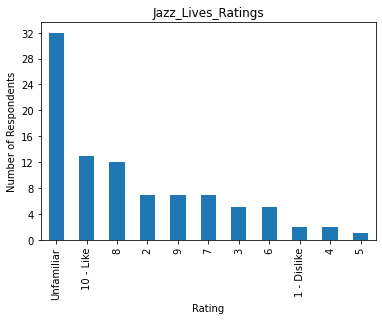 Jazz_Lives_Ratings
Number of Respondents
32
28
24
20
16
12
8
4
0
Unfamiliar
10 - Like
8
2
9
7
3
6
1 - Dislike
4
5
Rating